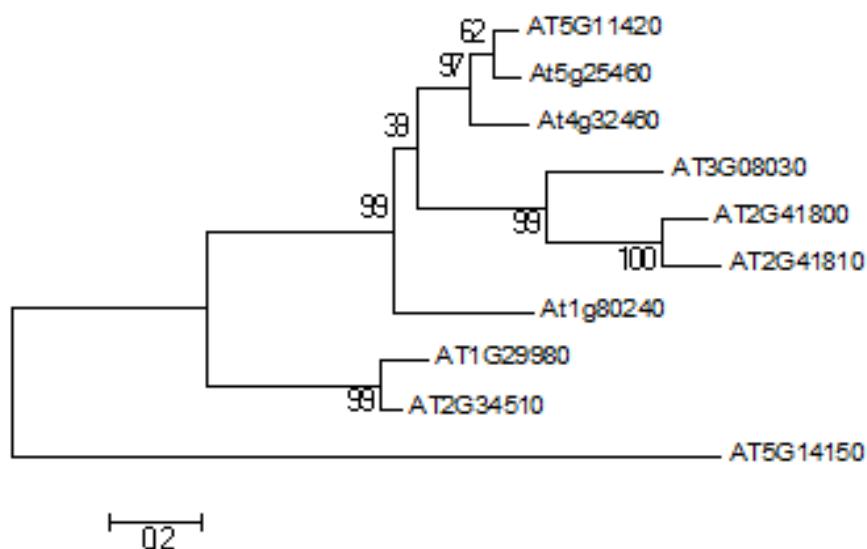 62
AT5G11420
97
At5g25460
39
At4g32460
AT3G08030
99
99
AT2G41800
100
AT2G41810
At1g80240
AT1G29980
99
AT2G34510
AT5G14150
0.2